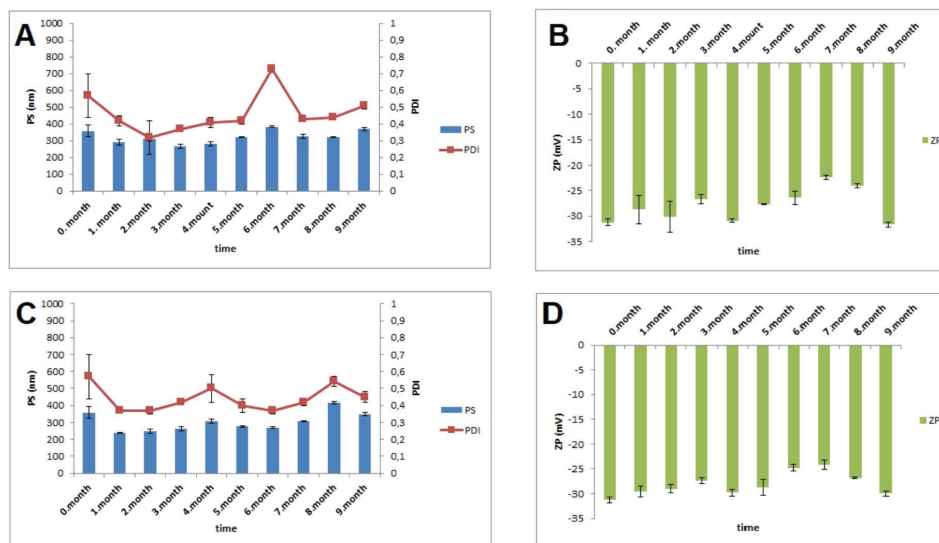 A
PS (nm)
1000
900
800
700
600
500
400
300
200
100
0
1
0,9
0,8
0,7
0,6
0,5
0,4
0,3
0,2
0,1
0
PDI
PS
PDI
0. month
1. month
2.month
3.month
4.mount
5.month
6.month
7.month
8.month
9.month
time
B
0. month
1. month
2.month
3.month
4.mount
5.month
6.month
7.month
8.month
9.month
ZP (mV)
0
-5
-10
-15
-20
-25
-30
-35
ZP
time
C
PS (nm)
1000
900
800
700
600
500
400
300
200
100
0
1
0,9
0,8
0,7
0,6
0,5
0,4
0,3
0,2
0,1
0
PDI
PS
PDI
0.month
1.month
2.month
3.month
4.month
5.month
6.month
7.month
8.month
9.month
time
D
0.month
1.month
2.month
3.month
4.month
5.month
6.month
7.month
8.month
9.month
ZP (mV)
0
-5
-10
-15
-20
-25
-30
-35
ZP
time